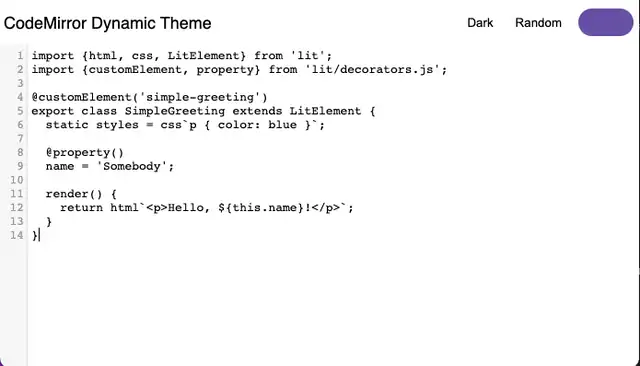 CodeMirror Dynamic Theme
Dark Random
1 import {html, css, LitElement} from 'lit';
2 import {customElement, property} from 'lit/decorators.js';
3
4 @customElement('simple-greeting')
5 export class SimpleGreeting extends LitElement {
6   static styles = css`p { color: blue }`;
7
8   @property()
9   name = 'Somebody';
10
11   render() {
12     return html`<p>Hello, ${this.name}!</p>`;
13   }
14 }